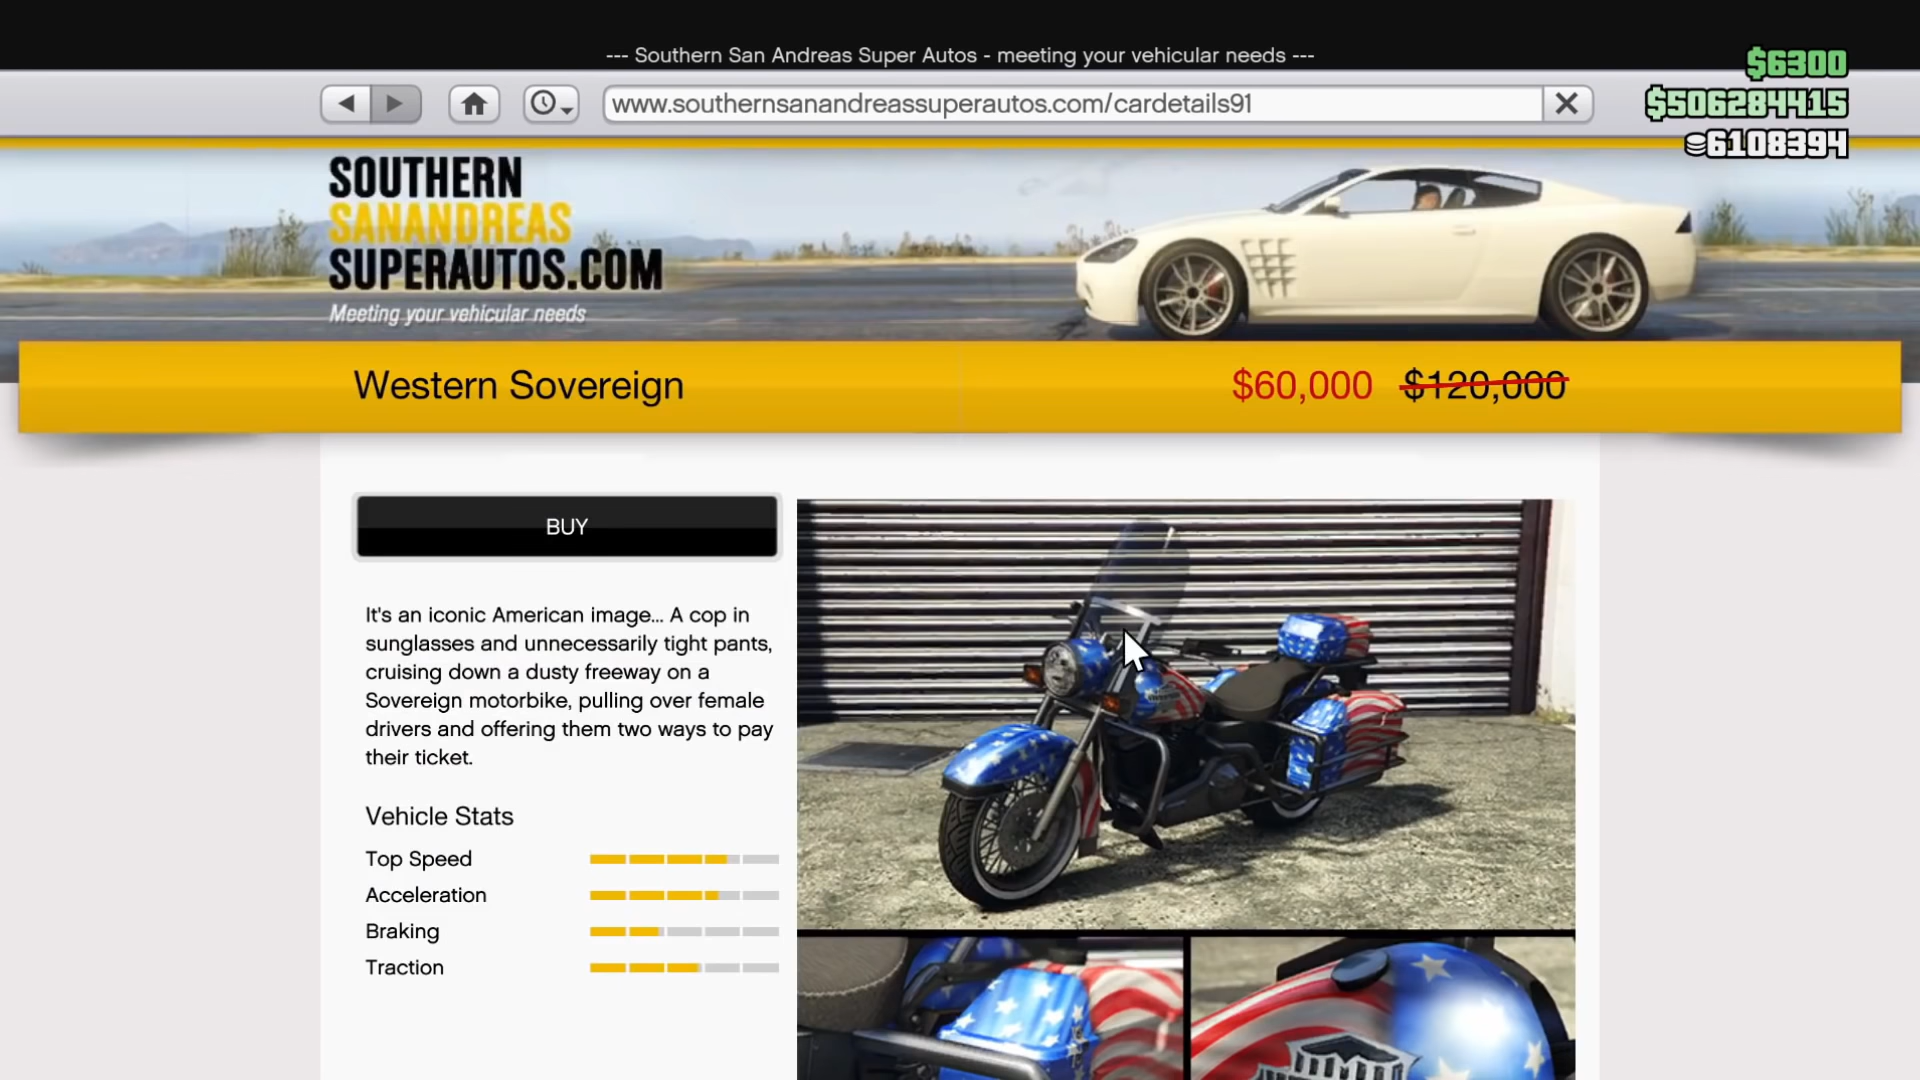 --- Southern San Andreas Super Autos - meeting your vehicular needs ---
$6300
www.southernsanandreassuperautos.com/cardetails91
$506284415
6108394
SOUTHERN
SANANDREAS
SUPERAUTOS.COM
Meeting your vehicular needs
Western Sovereign
$60,000 $120,000
BUY
It's an iconic American image... A cop in
sunglasses and unnecessarily tight pants,
cruising down a dusty freeway on a
Sovereign motorbike, pulling over female
drivers and offering them two ways to pay
their ticket.
Vehicle Stats
Top Speed
Acceleration
Braking
Traction